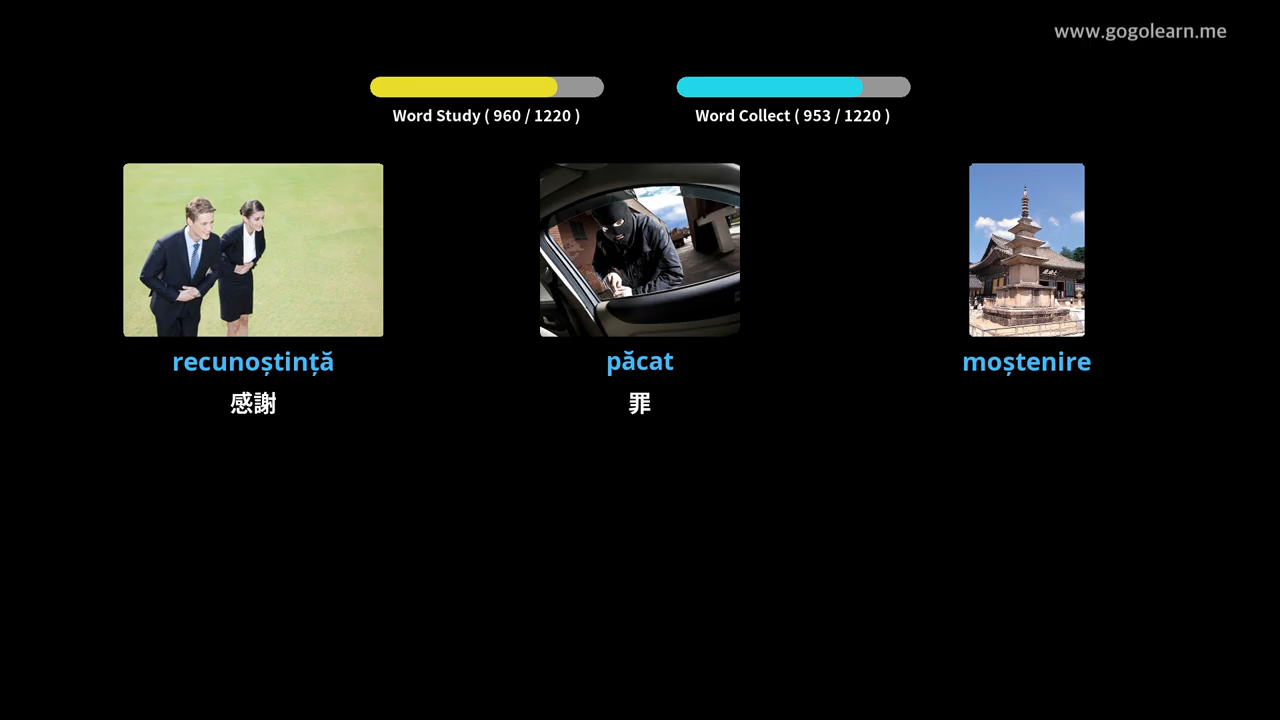 www.gogolearn.me
Word Study ( 960 / 1220 )
Word Collect ( 953 / 1220 )
recunoștință
păcat
moștenire
感謝
罪